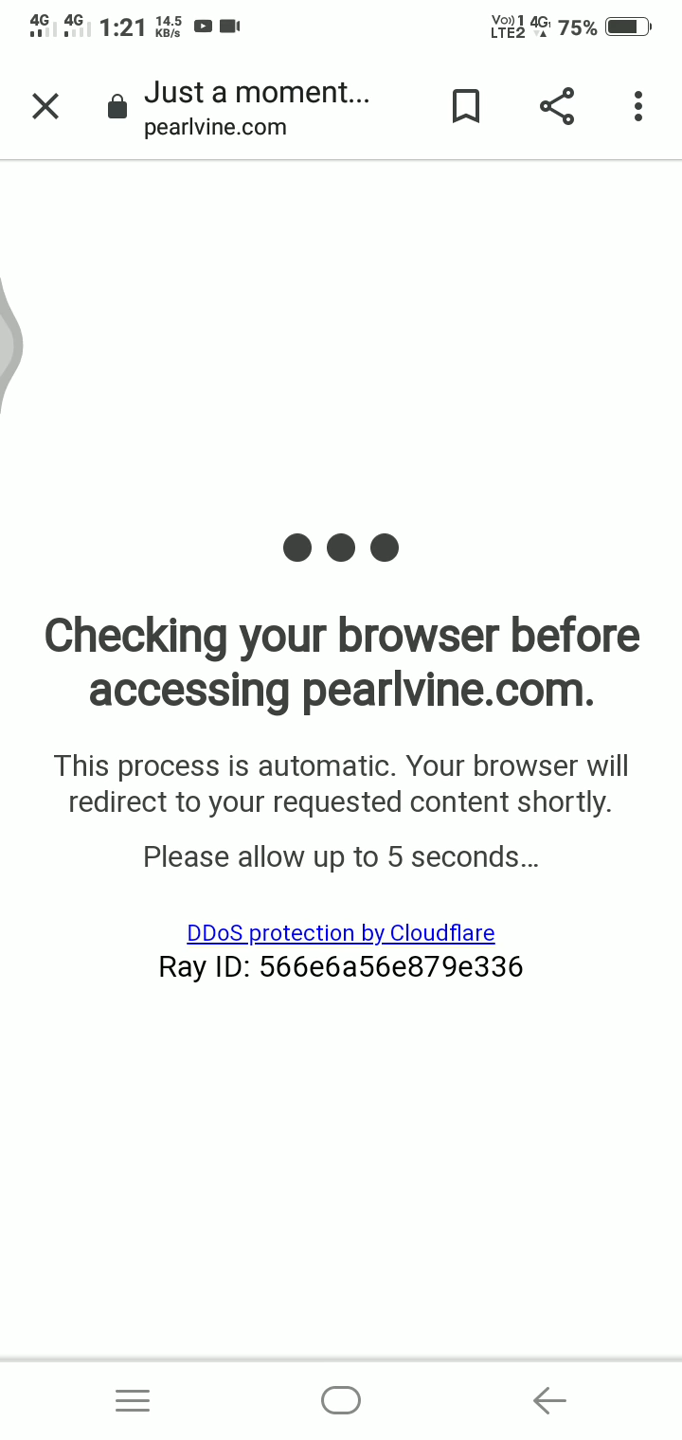 4G 4G 1:21 14.5 KB/s Vo)) 1 LTE2 4G 75%
Just a moment...
pearlvine.com
Checking your browser before
accessing pearlvine.com.
This process is automatic. Your browser will
redirect to your requested content shortly.
Please allow up to 5 seconds…
DDoS protection by Cloudflare
Ray ID: 566e6a56e879e336